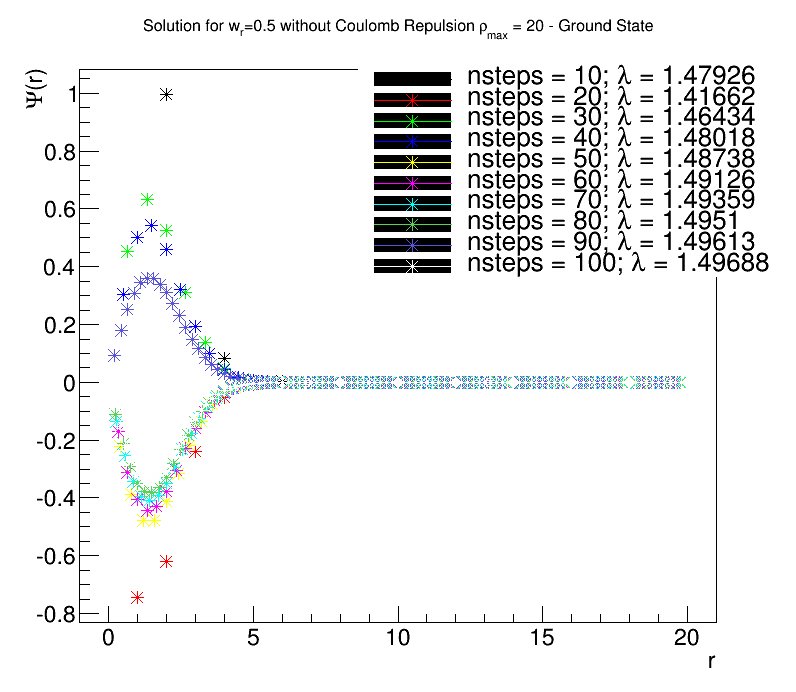 Solution for wr=0.5 without Coulomb Repulsion ρmax = 20 - Ground State
Ψ(r)
1
0.8
0.6
0.4
0.2
0
-0.2
-0.4
-0.6
-0.8
nsteps = 10; λ = 1.47926
nsteps = 20; λ = 1.41662
nsteps = 30; λ = 1.46434
nsteps = 40; λ = 1.48018
nsteps = 50; λ = 1.48738
nsteps = 60; λ = 1.49126
nsteps = 70; λ = 1.49359
nsteps = 80; λ = 1.4951
nsteps = 90; λ = 1.49613
nsteps = 100; λ = 1.49688
0 5 10 15 20
r